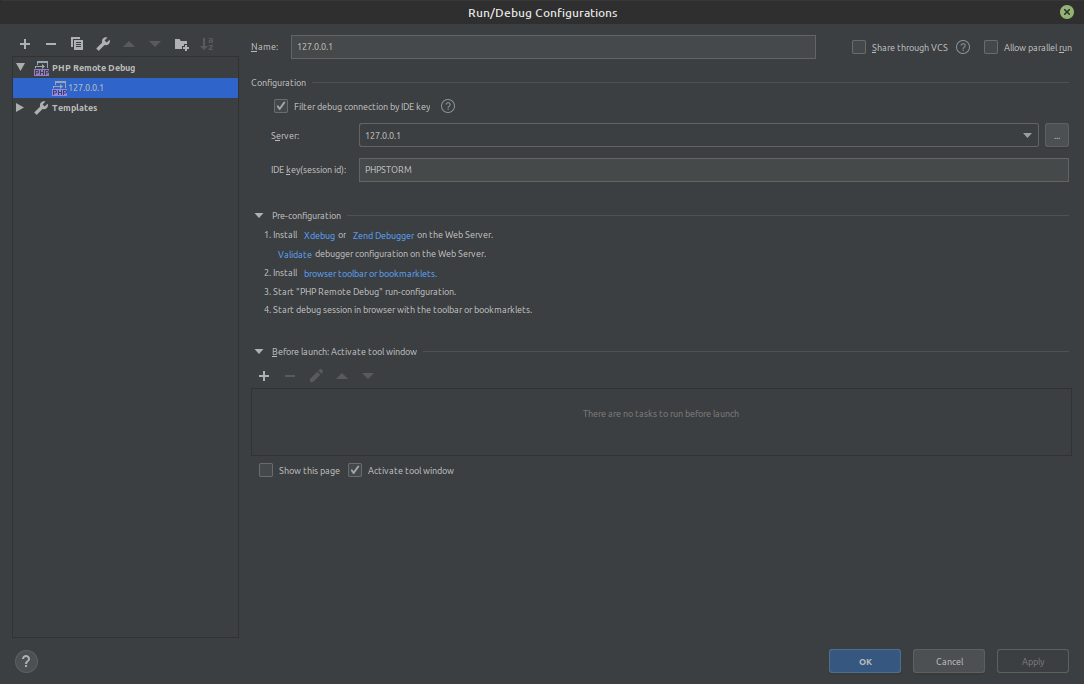 Run/Debug Configurations
Name: 127.0.0.1 Share through VCS ? Allow parallel run
PHP Remote Debug
127.0.0.1
Templates
Configuration
Filter debug connection by IDE key ?
Server: 127.0.0.1 ...
IDE key(session id): PHPSTORM
Pre-configuration
1. Install Xdebug or Zend Debugger on the Web Server.
Validate debugger configuration on the Web Server.
2. Install browser toolbar or bookmarklets.
3. Start "PHP Remote Debug" run-configuration.
4. Start debug session in browser with the toolbar or bookmarklets.
Before launch: Activate tool window
There are no tasks to run before launch
Show this page Activate tool window
? OK Cancel Apply